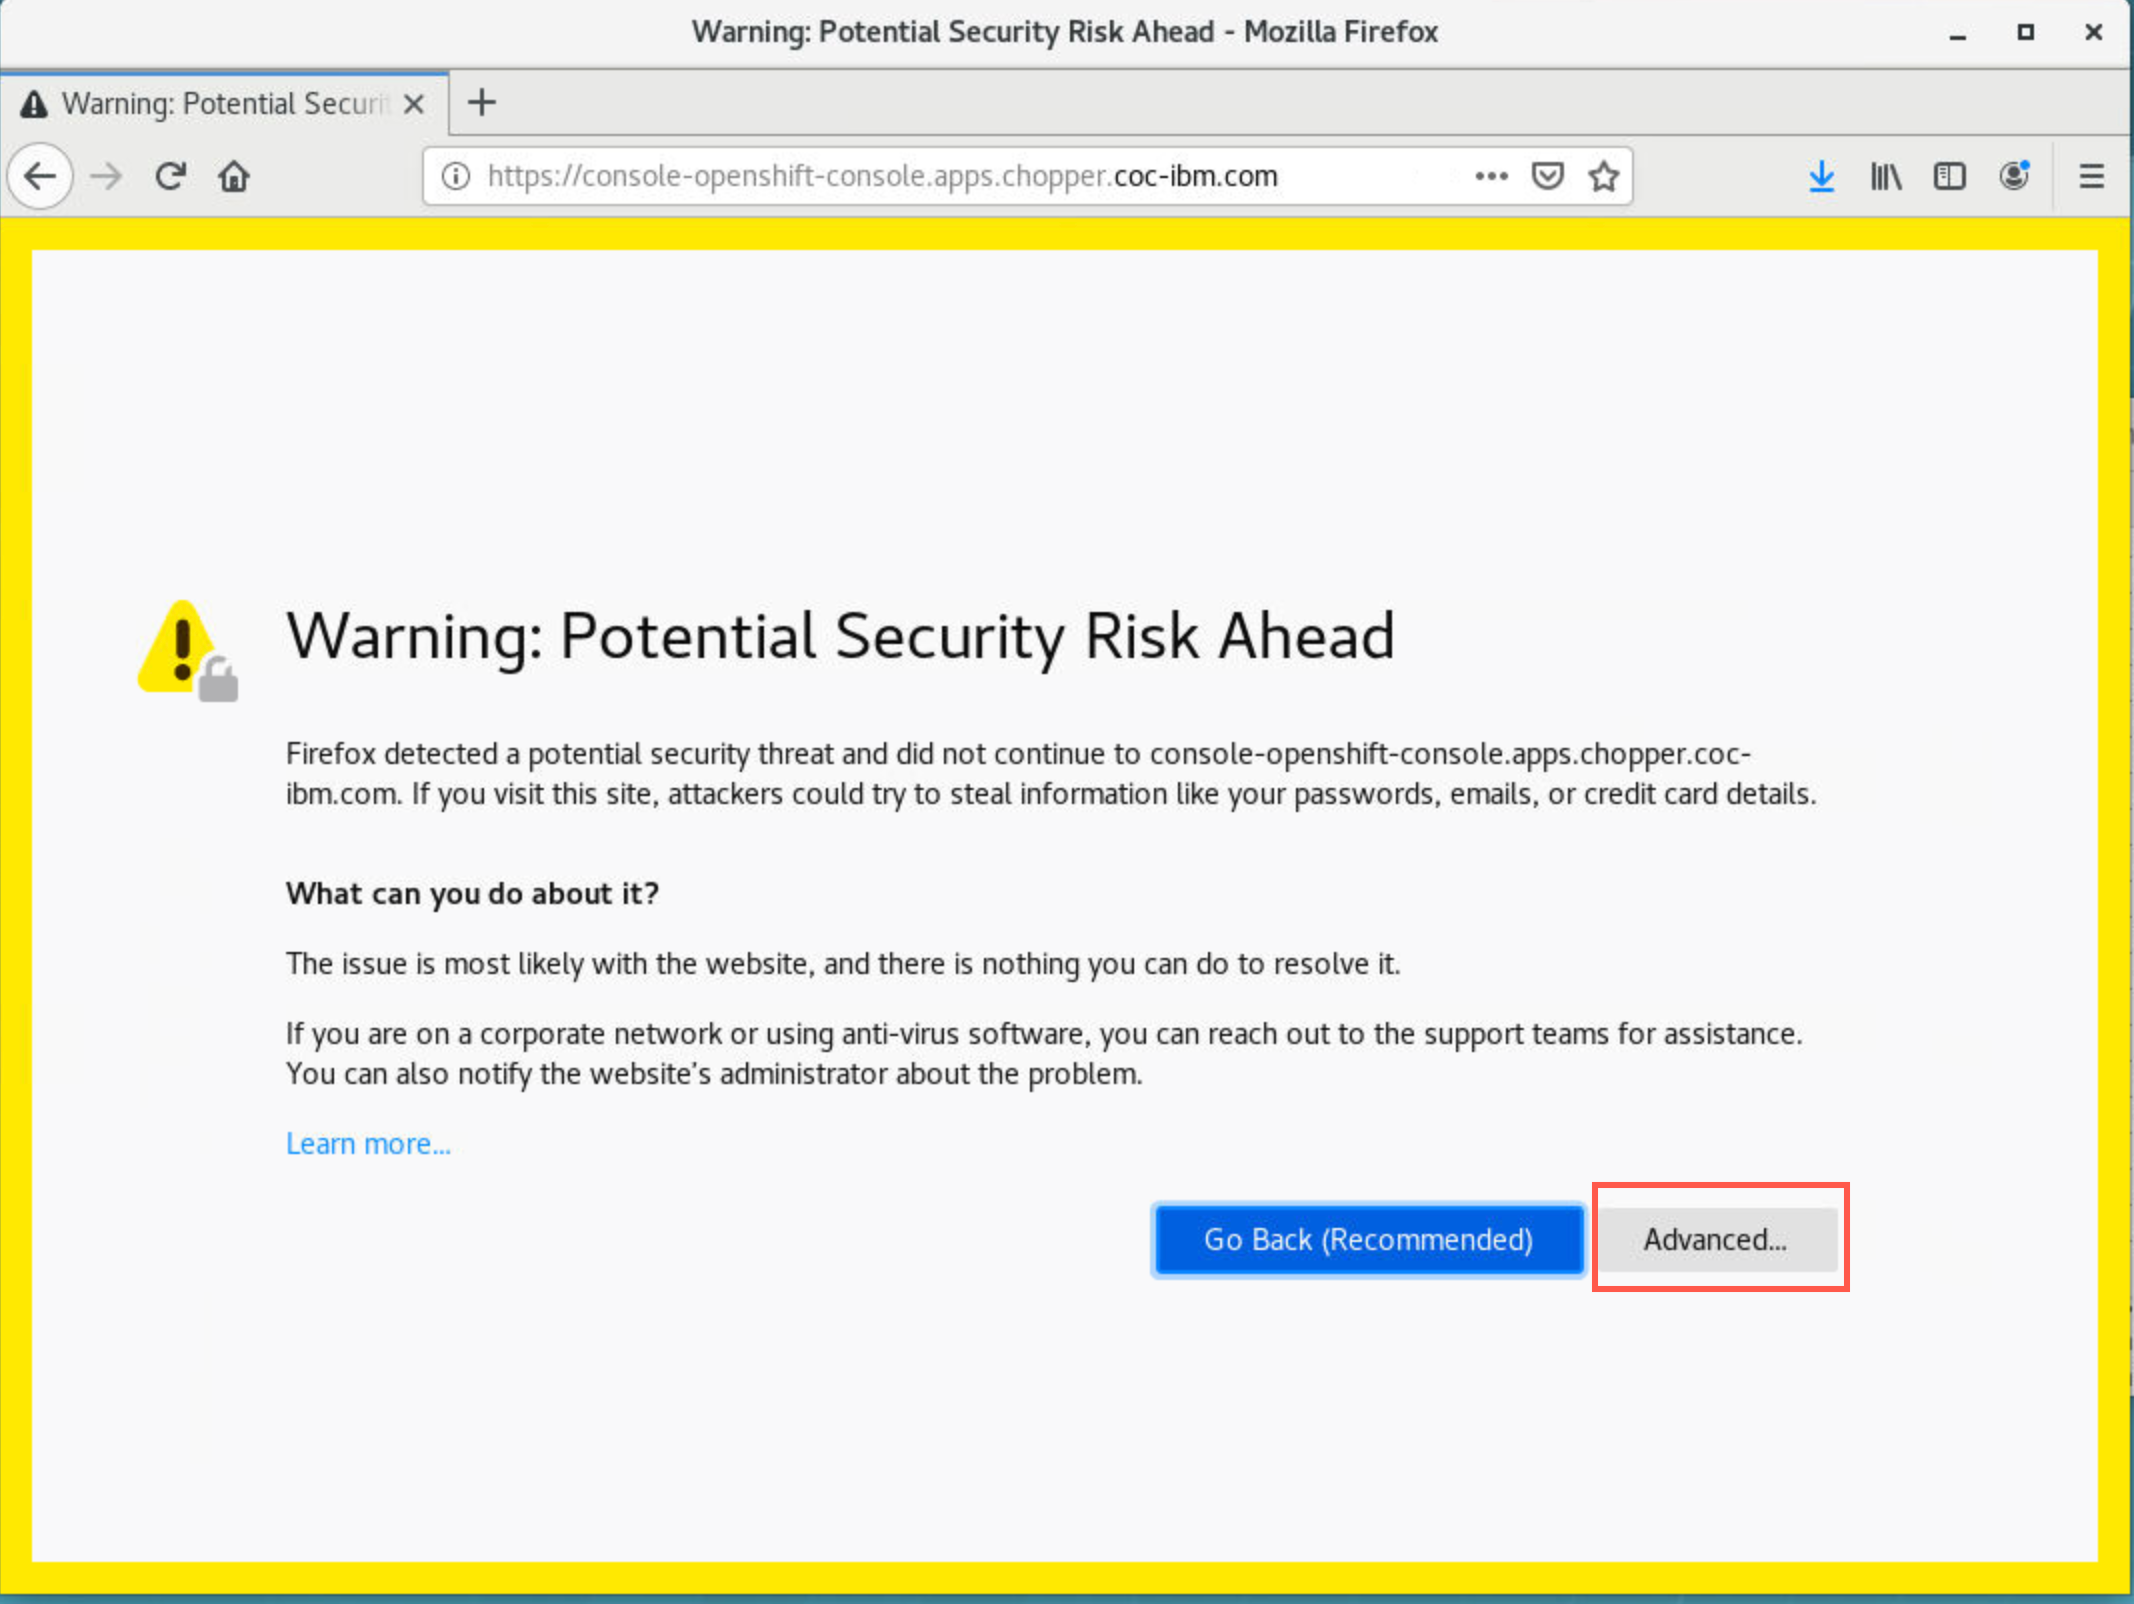 Warning: Potential Security Risk Ahead - Mozilla Firefox
Warning: Potential Securit
https://console-openshift-console.apps.chopper.coc-ibm.com
Warning: Potential Security Risk Ahead
Firefox detected a potential security threat and did not continue to console-openshift-console.apps.chopper.coc-
ibm.com. If you visit this site, attackers could try to steal information like your passwords, emails, or credit card details.
What can you do about it?
The issue is most likely with the website, and there is nothing you can do to resolve it.
If you are on a corporate network or using anti-virus software, you can reach out to the support teams for assistance.
You can also notify the website’s administrator about the problem.
Learn more...
Go Back (Recommended)
Advanced...